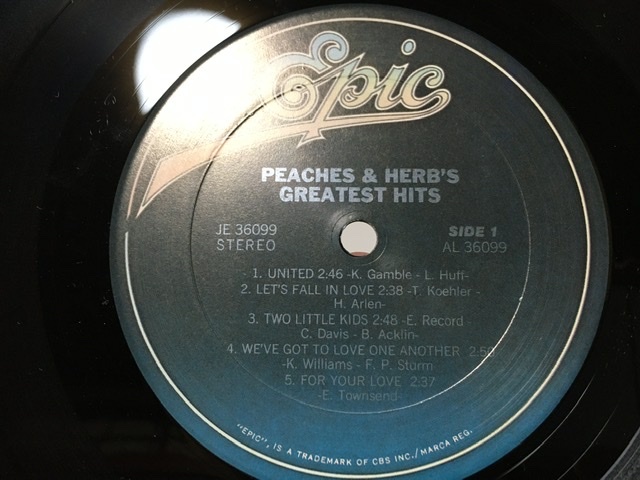 Epic
PEACHES & HERB'S
GREATEST HITS
JE 36099
STEREO
SIDE 1
AL 36099
1. UNITED 2:46 -K. Gamble - L. Huff-
2. LET'S FALL IN LOVE 2:38 -T. Koehler -
H. Arlen-
3. TWO LITTLE KIDS 2:48 -E. Record
C. Davis - B. Acklin-
4. WE'VE GOT TO LOVE ONE ANOTHER
-K. Williams - F. P. Sturm
5. FOR YOUR LOVE 2:37
-E. Townsend-
"EPIC", IS A TRADEMARK OF CBS INC./MARCA REG.